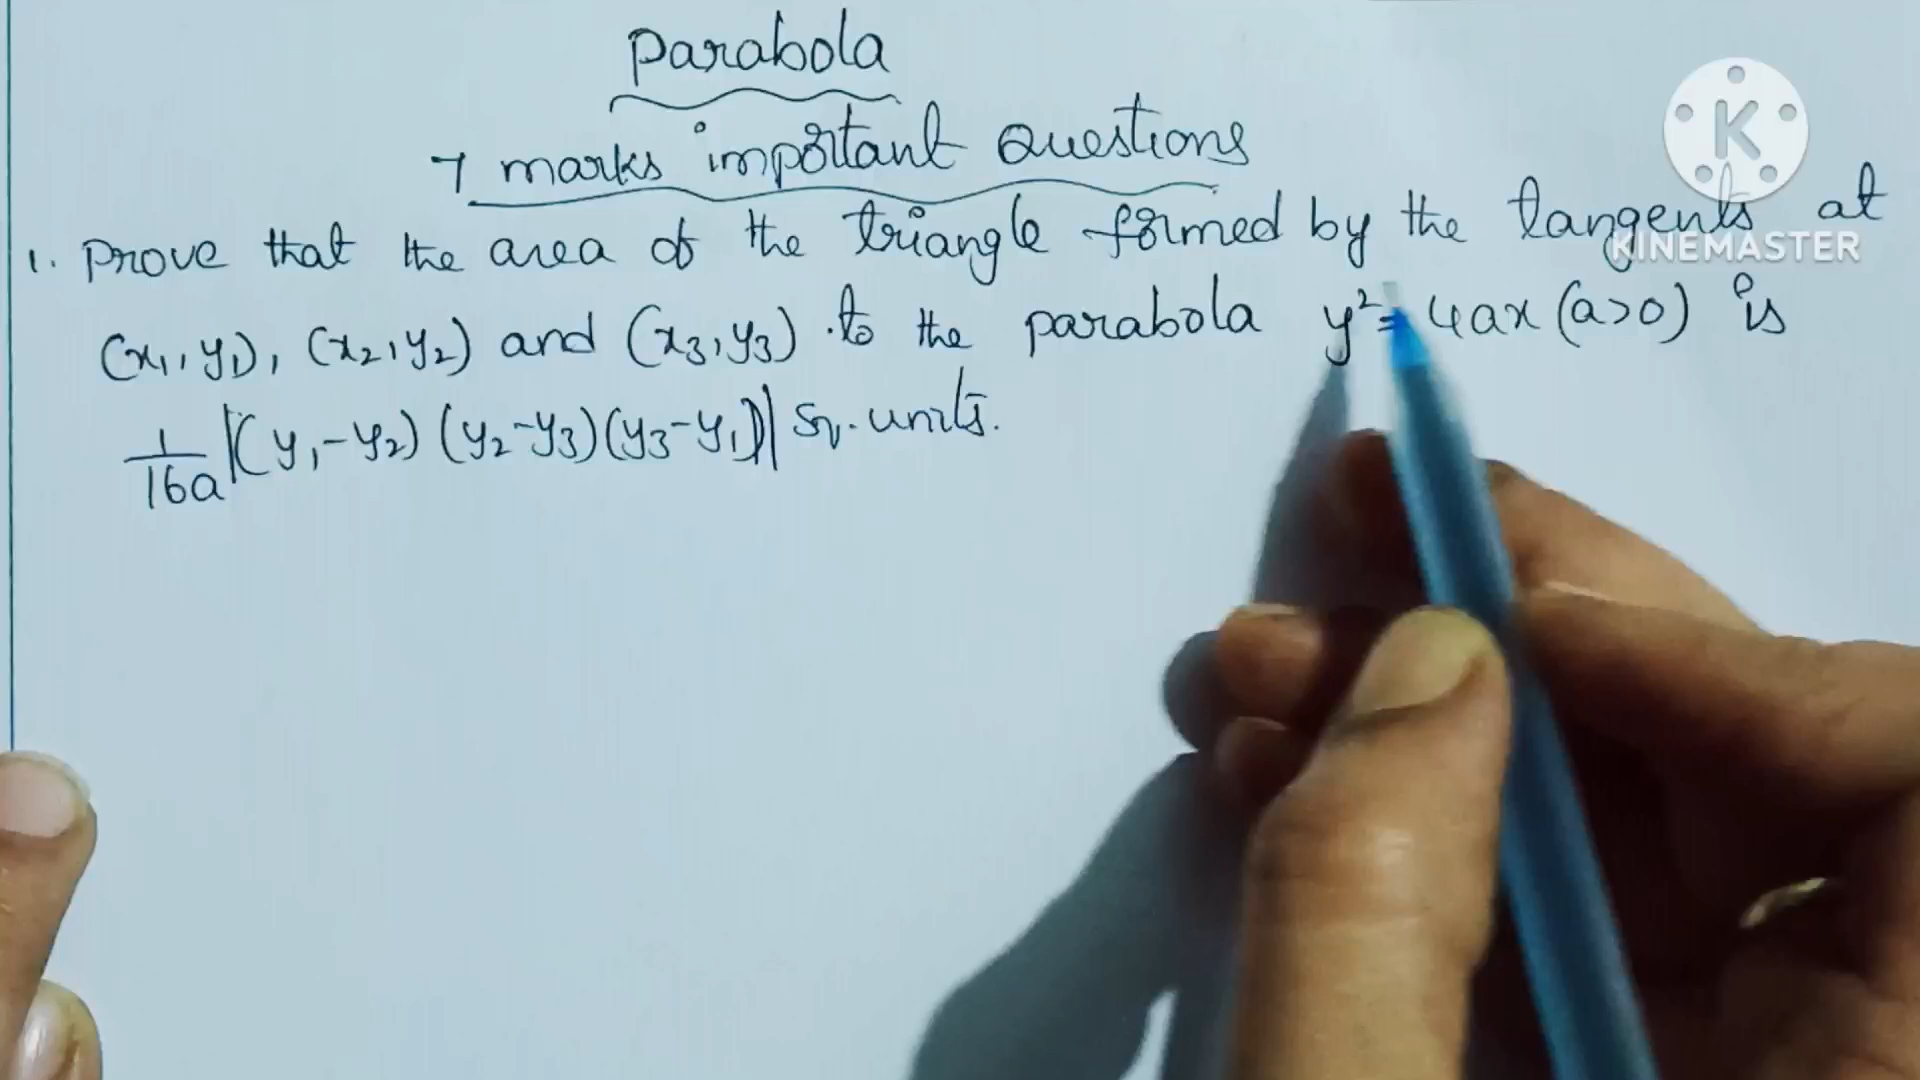 Parabola
7 marks important Questions
1. Prove that the area of the triangle formed by the tangents at
(x₁, y₁), (x₂, y₂) and (x₃, y₃) to the parabola y² = 4ax (a>0) is
1/16a |(y₁-y₂) (y₂-y₃) (y₃-y₁)| Sq. units.
K
KINEMASTER